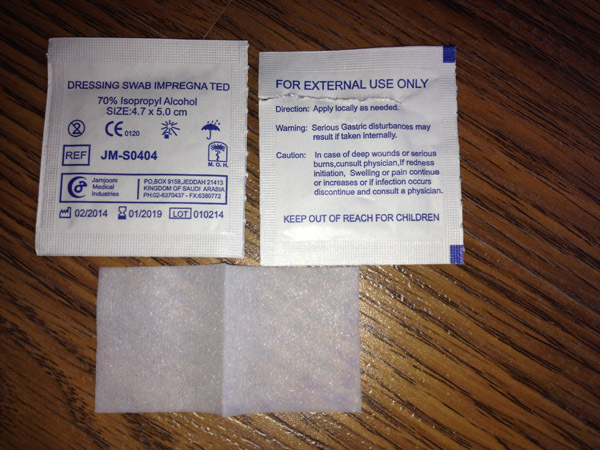 DRESSING SWAB IMPREGNA TED
70% Isopropyl Alcohol
SIZE:4.7 x 5.0 cm
CE 0120
REF JM-S0404
M. O. H.
Jamjoom
Medical
Industries
PO,BOX 9158,JEDDAH 21413
KINGDOM OF SAUDI ARABIA
PH:02-6370437 - FX:6380772
02/2014 01/2019 LOT 010214
FOR EXTERNAL USE ONLY
Direction: Apply locally as needed.
Warning: Serious Gastric disturbances may
result if taken internally.
Caution: In case of deep wounds or serious
burns,cunsult physician,If redness
initiation, Swelling or pain continue
or increases or if infection occurs
discontinue and consult a physician.
KEEP OUT OF REACH FOR CHILDREN